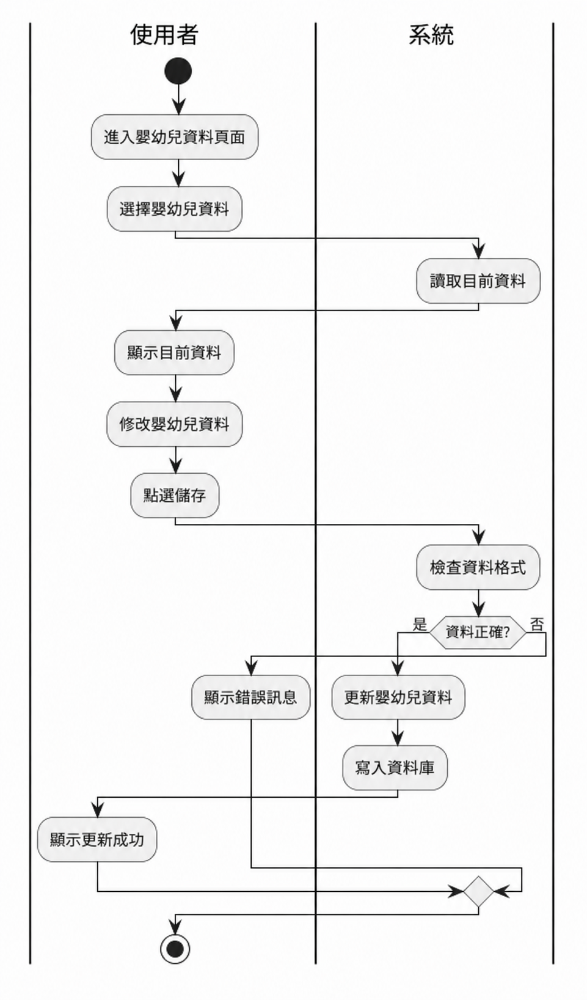 使用者
系統
進入嬰幼兒資料頁面
選擇嬰幼兒資料
讀取目前資料
顯示目前資料
修改嬰幼兒資料
點選儲存
檢查資料格式
是
資料正確?
否
顯示錯誤訊息
更新嬰幼兒資料
寫入資料庫
顯示更新成功